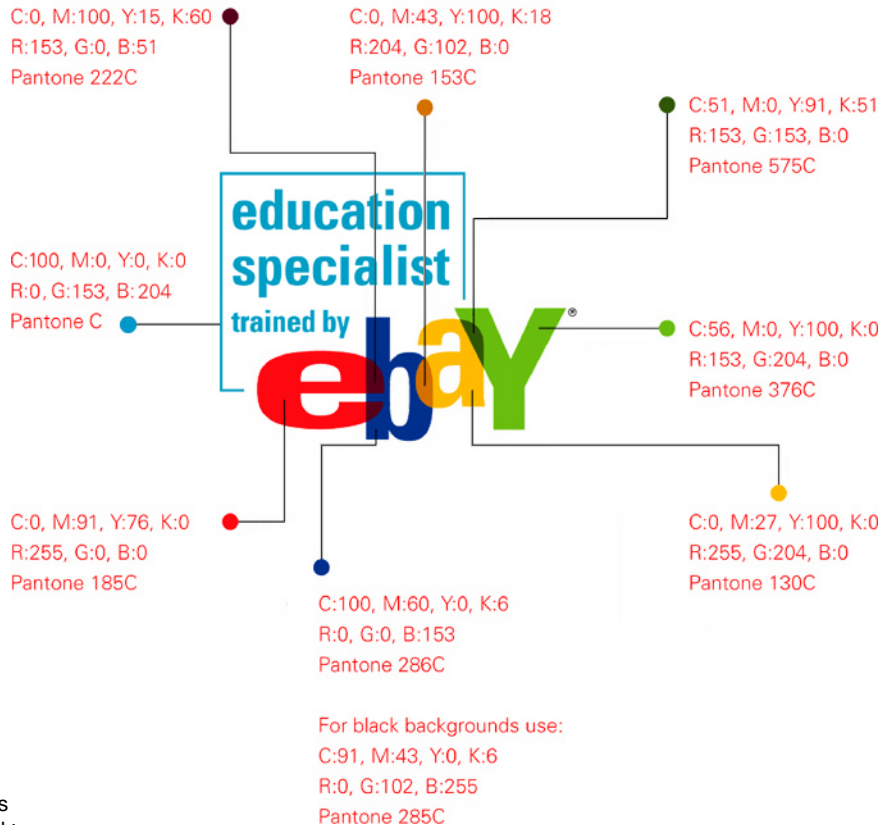 C:0, M:100, Y:15, K:60
R:153, G:0, B:51
Pantone 222C
C:0, M:43, Y:100, K:18
R:204, G:102, B:0
Pantone 153C
C:51, M:0, Y:91, K:51
R:153, G:153, B:0
Pantone 575C
education
specialist
trained by
ebaY®
C:100, M:0, Y:0, K:0
R:0, G:153, B:204
Pantone C
C:56, M:0, Y:100, K:0
R:153, G:204, B:0
Pantone 376C
C:0, M:91, Y:76, K:0
R:255, G:0, B:0
Pantone 185C
C:0, M:27, Y:100, K:0
R:255, G:204, B:0
Pantone 130C
C:100, M:60, Y:0, K:6
R:0, G:0, B:153
Pantone 286C
For black backgrounds use:
C:91, M:43, Y:0, K:6
R:0, G:102, B:255
Pantone 285C